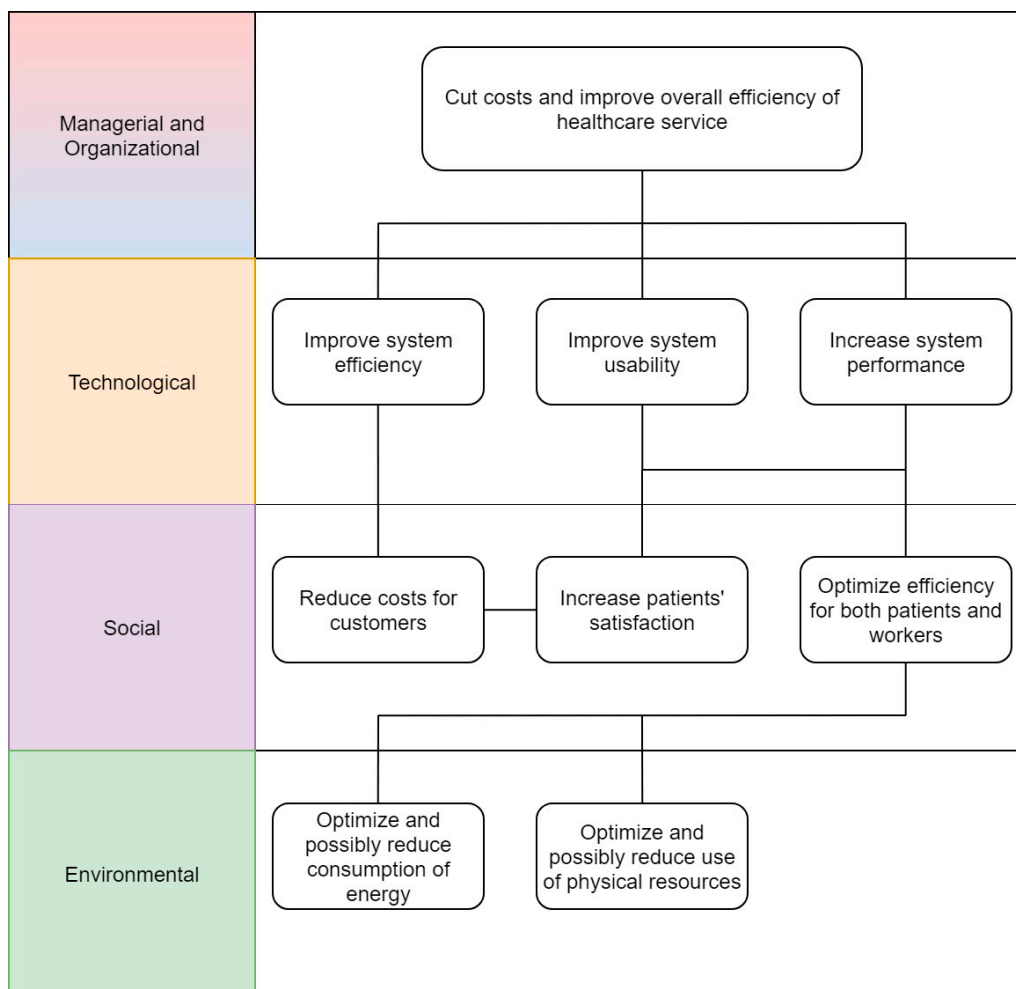 Managerial and
Organizational
Cut costs and improve overall efficiency of
healthcare service
Technological
Improve system
efficiency
Improve system
usability
Increase system
performance
Social
Reduce costs for
customers
Increase patients'
satisfaction
Optimize efficiency
for both patients and
workers
Environmental
Optimize and
possibly reduce
consumption of
energy
Optimize and
possibly reduce use
of physical resources